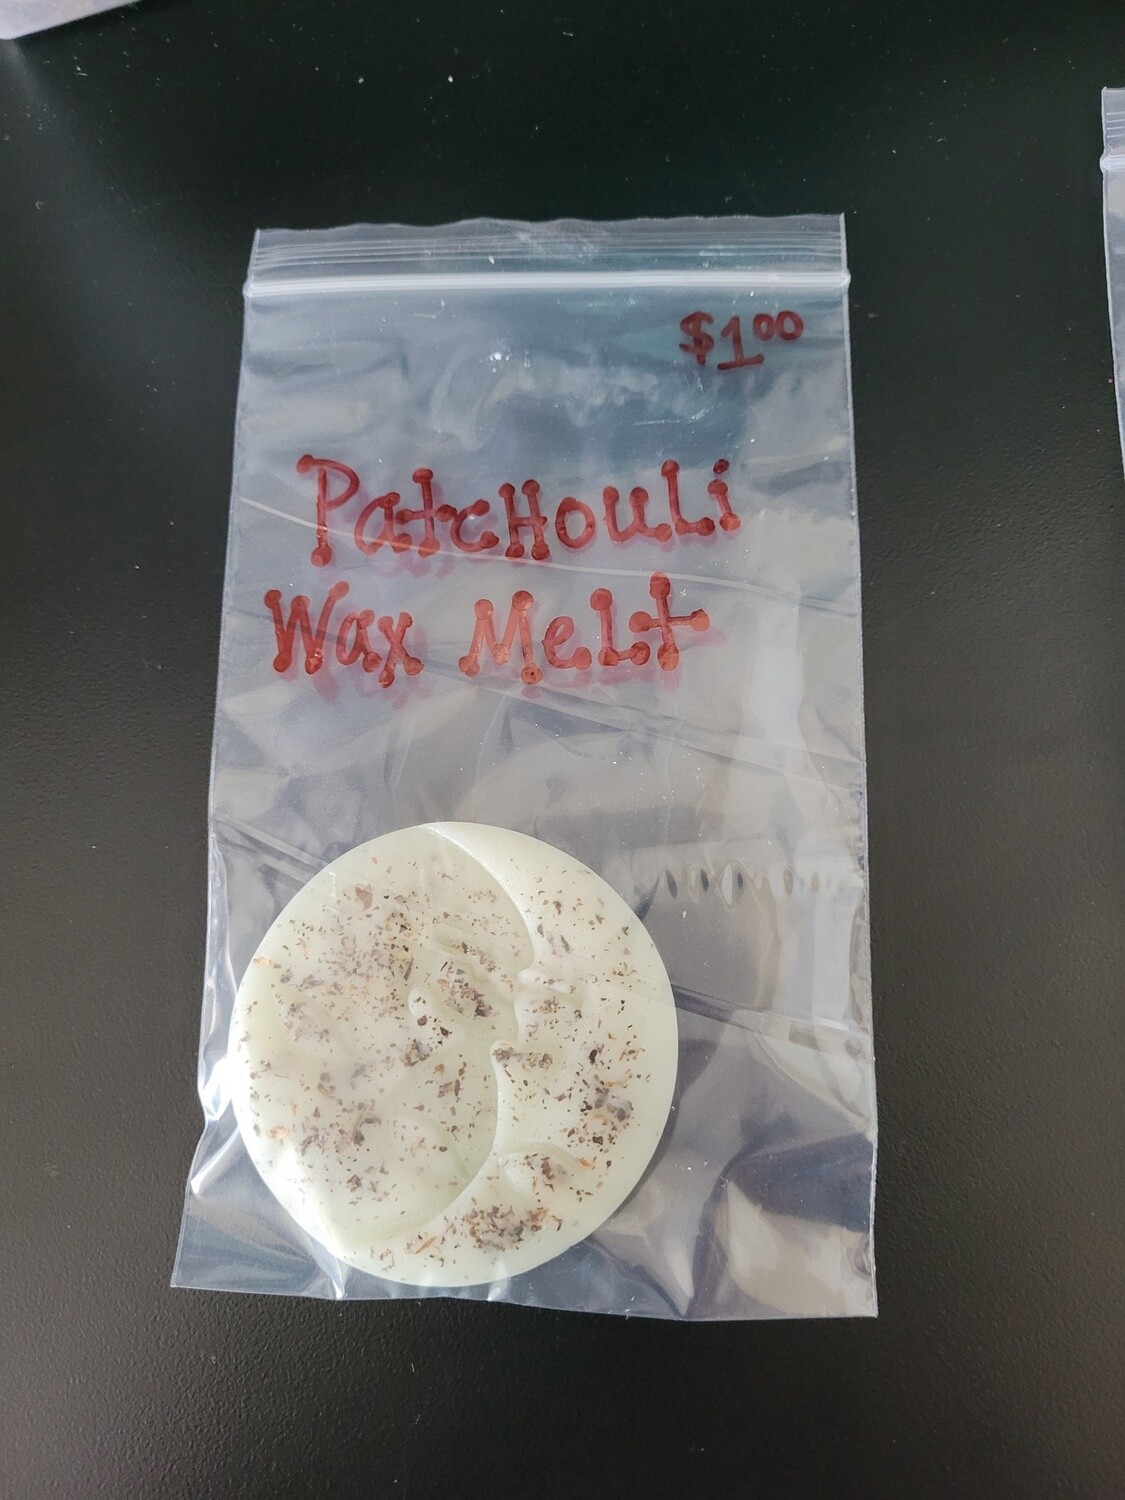 $1.00
PatcHouLi
Wax MeLt